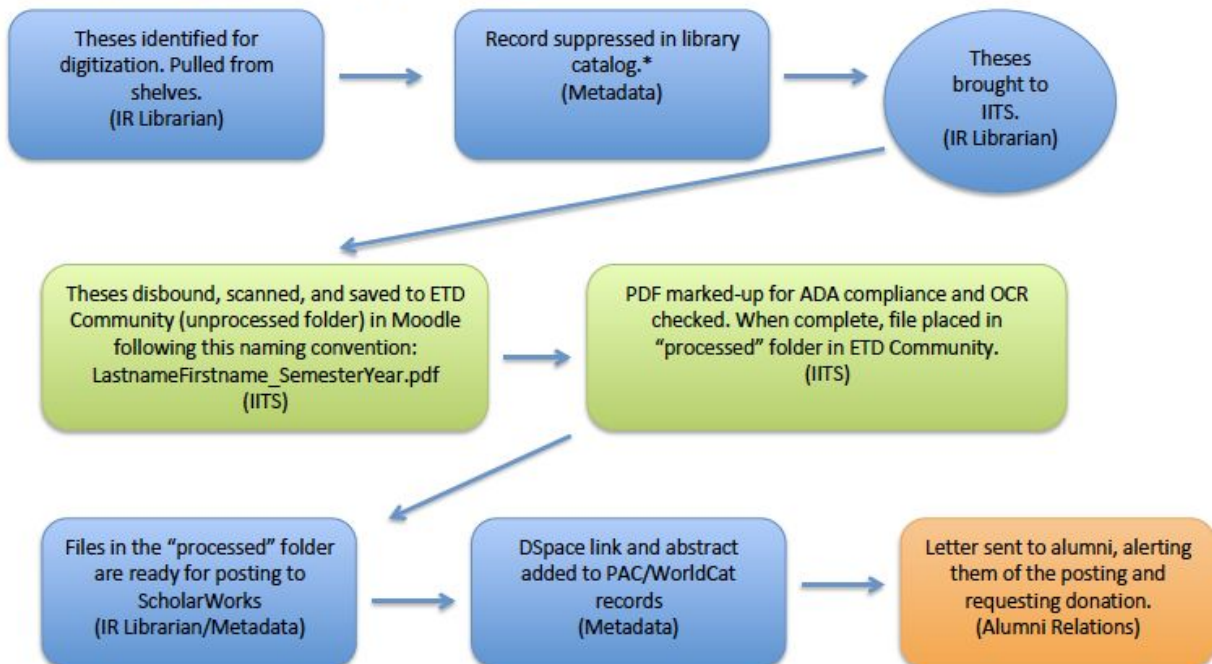 Theses identified for
digitization. Pulled from
shelves.
(IR Librarian)
Record suppressed in library
catalog.*
(Metadata)
Theses
brought to
IITS.
(IR Librarian)
Theses disbound, scanned, and saved to ETD
Community (unprocessed folder) in Moodle
following this naming convention:
LastnameFirstname_SemesterYear.pdf
(IITS)
PDF marked-up for ADA compliance and OCR
checked. When complete, file placed in
“processed” folder in ETD Community.
(IITS)
Files in the “processed” folder
are ready for posting to
ScholarWorks
(IR Librarian/Metadata)
DSpace link and abstract
added to PAC/WorldCat
records
(Metadata)
Letter sent to alumni, alerting
them of the posting and
requesting donation.
(Alumni Relations)